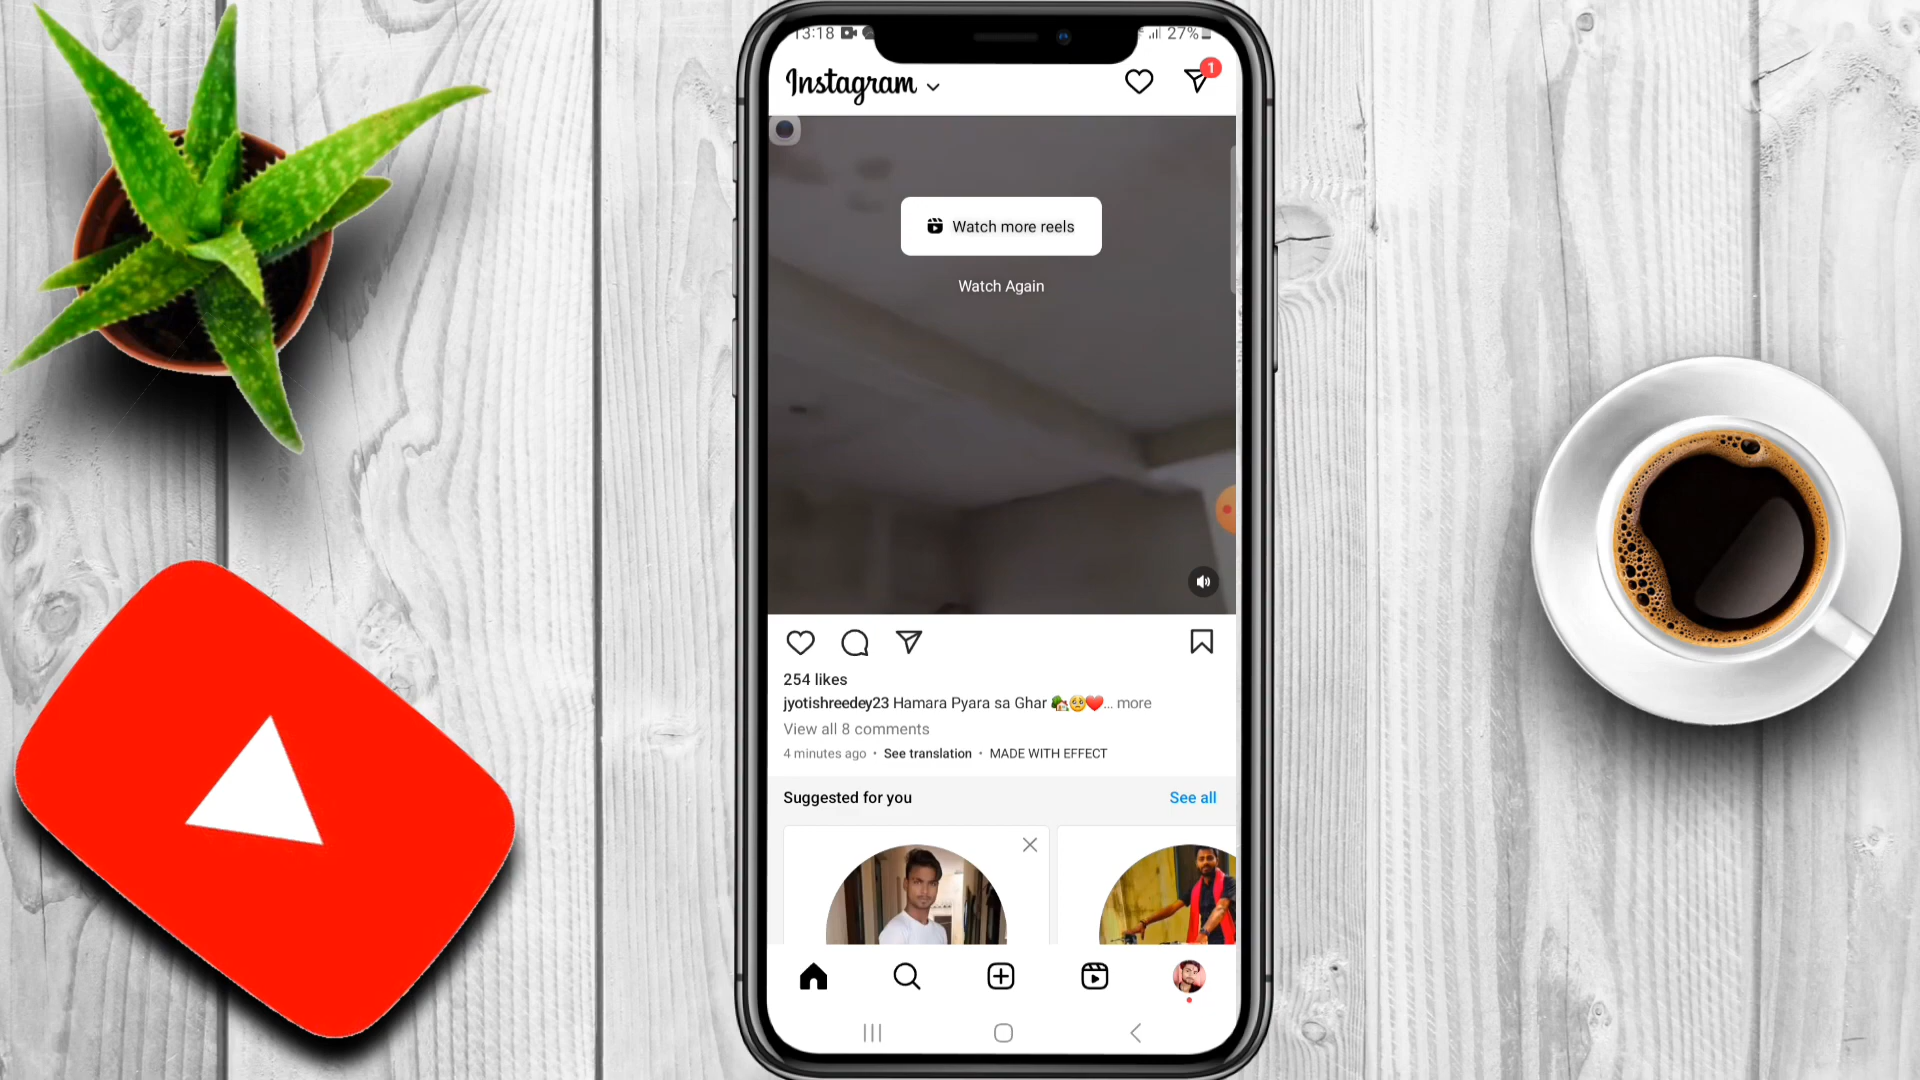 13:18
27%
Instagram
1
Watch more reels
Watch Again
254 likes
jyotishreedey23 Hamara Pyara sa Ghar 🏡🥺❤️... more
View all 8 comments
4 minutes ago • See translation • MADE WITH EFFECT
Suggested for you
See all